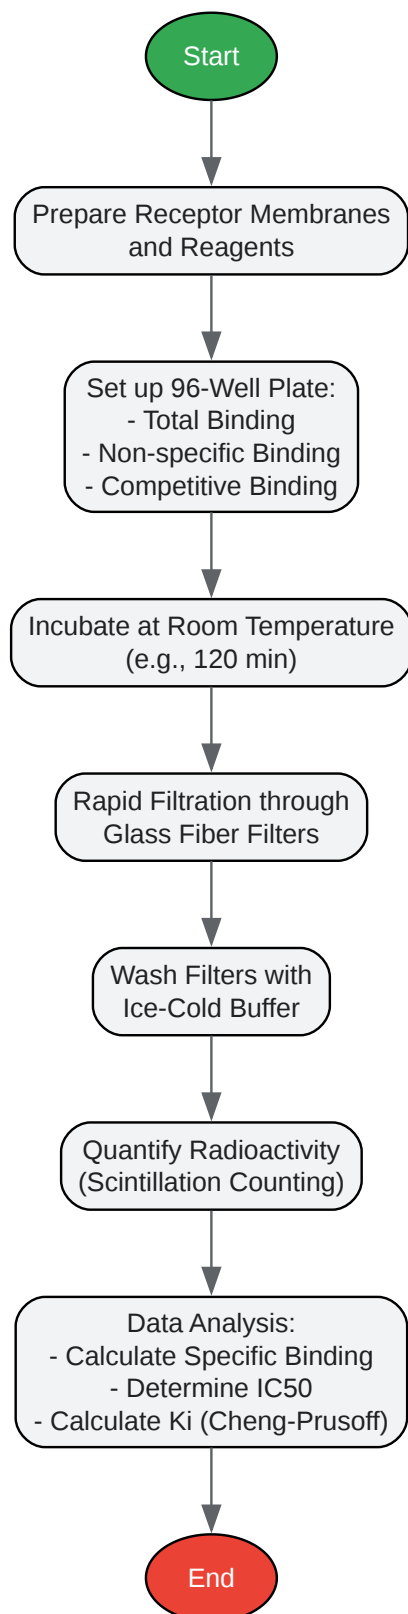 Start
Prepare Receptor Membranes
and Reagents
Set up 96-Well Plate:
- Total Binding
- Non-specific Binding
- Competitive Binding
Incubate at Room Temperature
(e.g., 120 min)
Rapid Filtration through
Glass Fiber Filters
Wash Filters with
Ice-Cold Buffer
Quantify Radioactivity
(Scintillation Counting)
Data Analysis:
- Calculate Specific Binding
- Determine IC50
- Calculate Ki (Cheng-Prusoff)
End